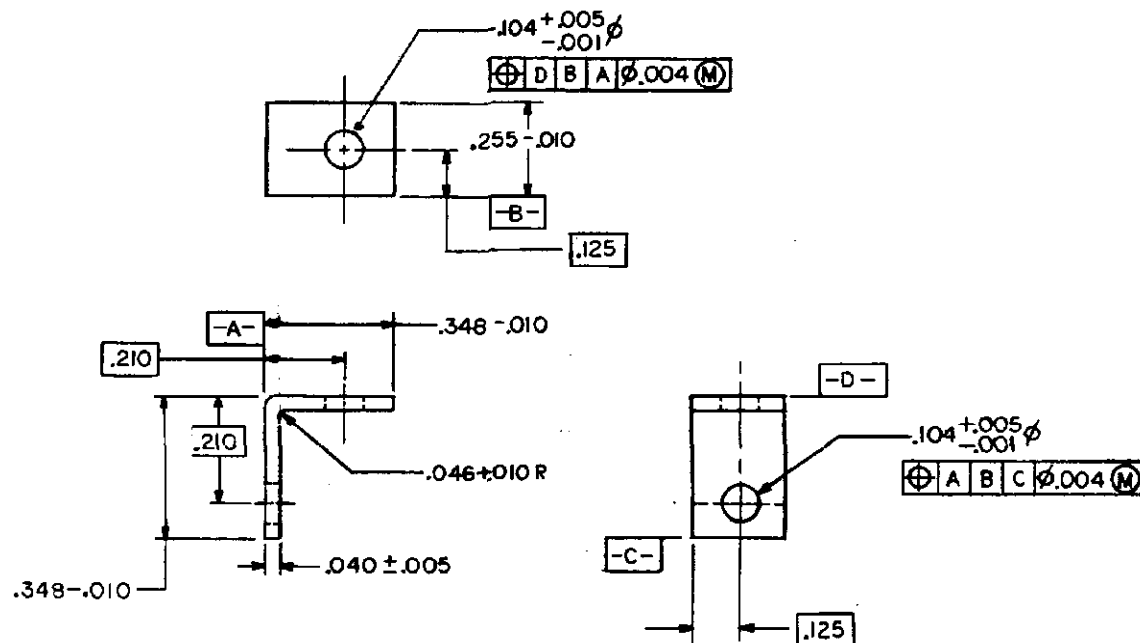 .104 +.005 -.001 ⌀
⌖ D B A ⌀.004 Ⓜ
.255-.010
-B-
.125
-A-
.348-.010
.210
.210
-D-
.104 +.005 -.001 ⌀
.046+.010 R
⌖ A B C ⌀.004 Ⓜ
-C-
.040±.005
.348-.010
.125